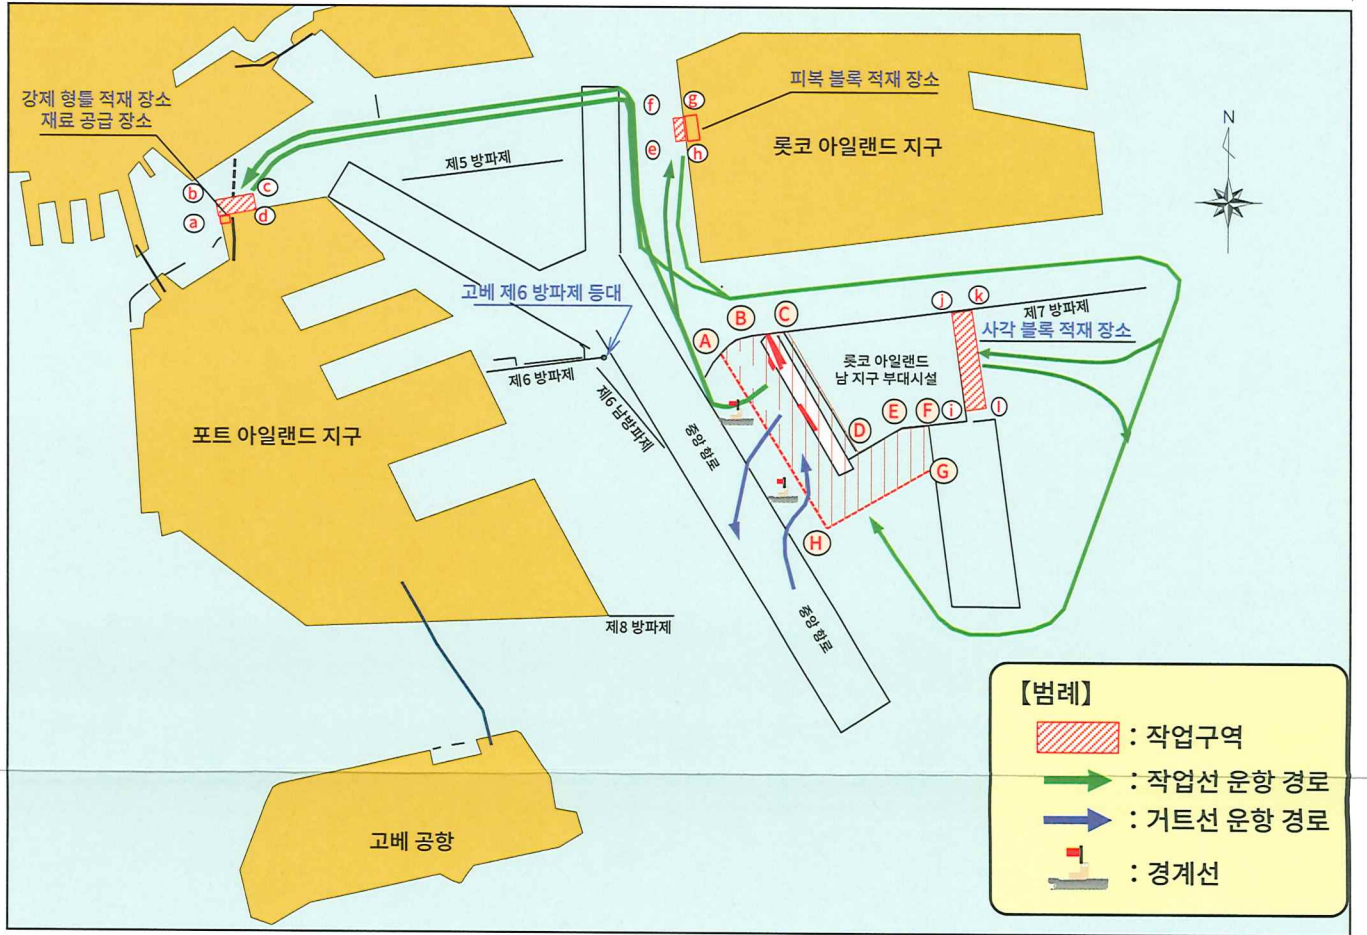 강제 형틀 적재 장소
재료 공급 장소
b
c
a
d
제5 방파제
f
g
e
h
피복 블록 적재 장소
롯코 아일랜드 지구
N
고베 제6 방파제 등대
A
B
C
j
k
제7 방파제
사각 블록 적재 장소
롯코 아일랜드
남 지구 부대시설
제6 방파제
제6 남방파제
중앙 항로
D
E
F
i
l
G
H
포트 아일랜드 지구
중앙 항로
제8 방파제
고베 공항
【범례】
: 작업구역
: 작업선 운항 경로
: 거트선 운항 경로
: 경계선